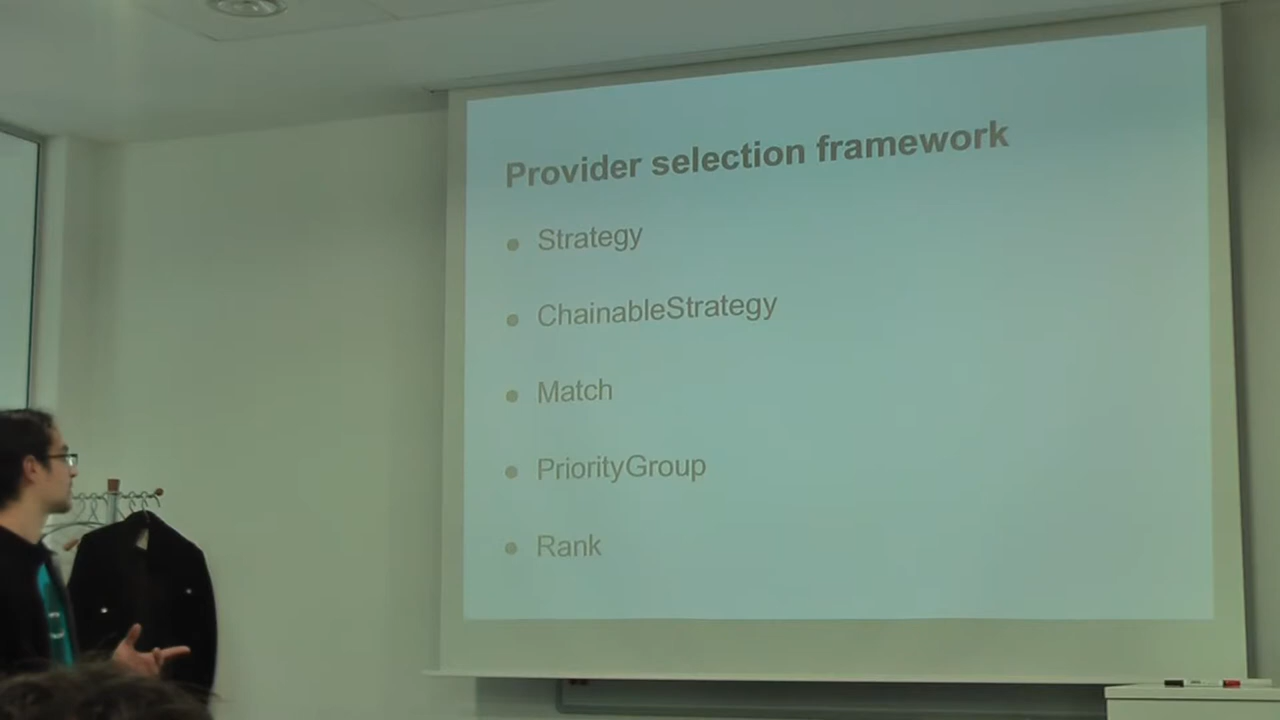 Provider selection framework
Strategy
ChainableStrategy
Match
PriorityGroup
Rank